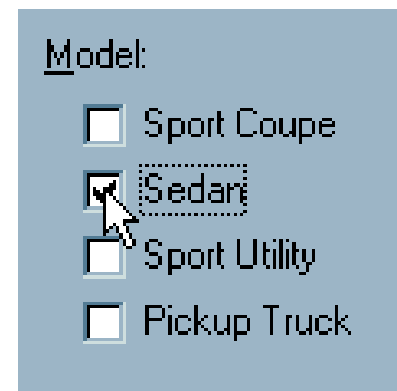 Model:
Sport Coupe
Sedan
Sport Utility
Pickup Truck